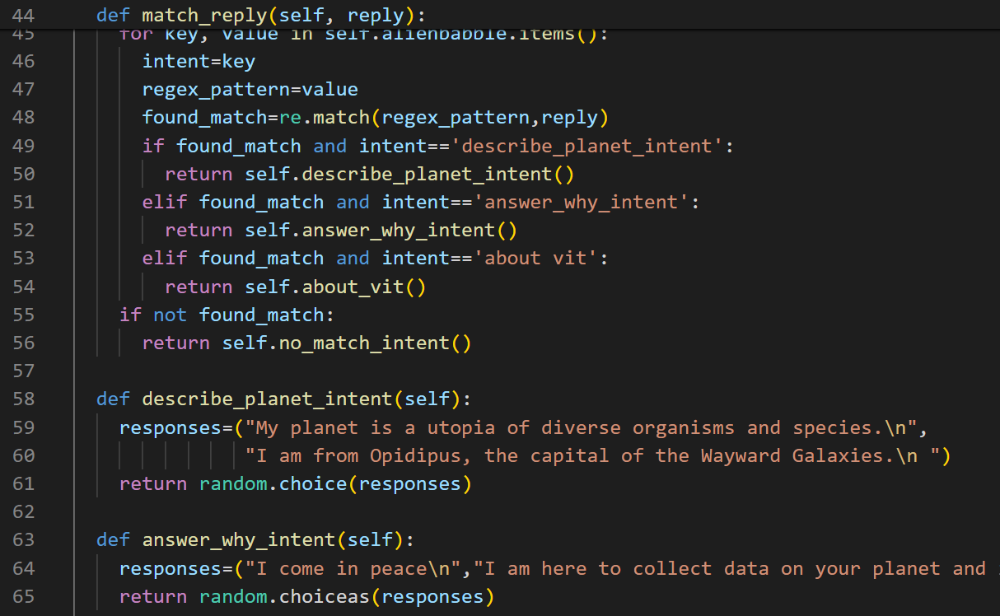 44 def match_reply(self, reply):
45 for key, value in self.alienbabble.items():
46 intent=key
47 regex_pattern=value
48 found_match=re.match(regex_pattern,reply)
49 if found_match and intent=='describe_planet_intent':
50 return self.describe_planet_intent()
51 elif found_match and intent=='answer_why_intent':
52 return self.answer_why_intent()
53 elif found_match and intent=='about vit':
54 return self.about_vit()
55 if not found_match:
56 return self.no_match_intent()
57
58 def describe_planet_intent(self):
59 responses=("My planet is a utopia of diverse organisms and species.\n",
60 "I am from Opidipus, the capital of the Wayward Galaxies.\n ")
61 return random.choice(responses)
62
63 def answer_why_intent(self):
64 responses=("I come in peace\n","I am here to collect data on your planet and
65 return random.choiceas(responses)